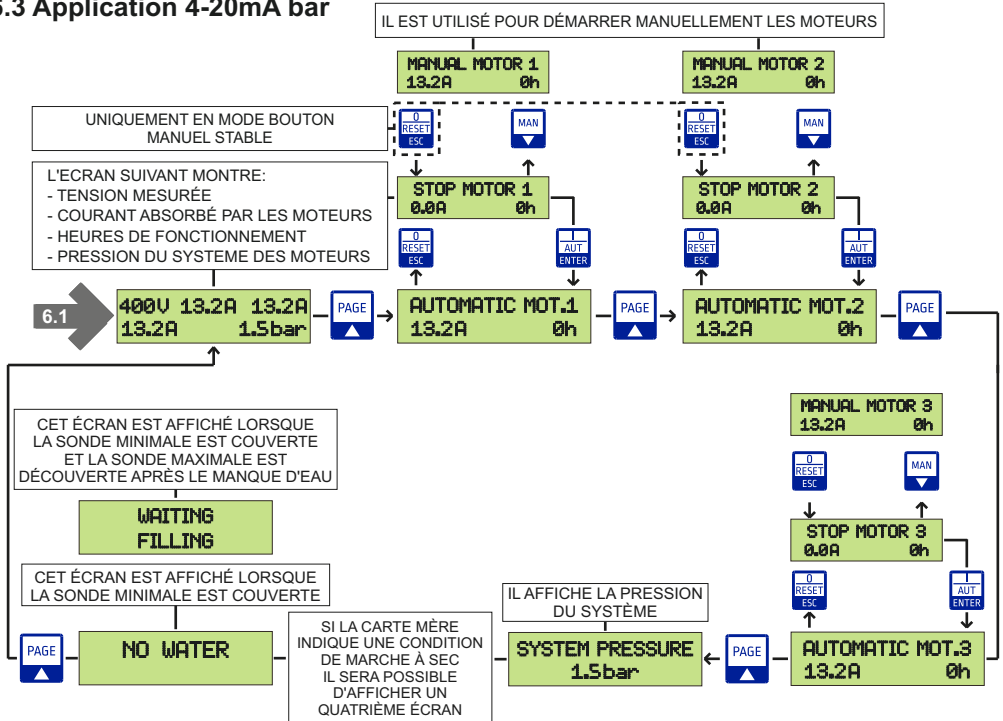 6.3 Application 4-20mA bar
IL EST UTILISÉ POUR DÉMARRER MANUELLEMENT LES MOTEURS
MANUAL MOTOR 1
13.2A 0h
MANUAL MOTOR 2
13.2A 0h
UNIQUEMENT EN MODE BOUTON
MANUEL STABLE
0
RESET
ESC
MAN
0
RESET
ESC
MAN
L'ECRAN SUIVANT MONTRE:
- TENSION MESURÉE
- COURANT ABSORBÉ PAR LES MOTEURS
- HEURES DE FONCTIONNEMENT
- PRESSION DU SYSTEME DES MOTEURS
STOP MOTOR 1
0.0A 0h
STOP MOTOR 2
0.0A 0h
0
RESET
ESC
I
AUT
ENTER
0
RESET
ESC
I
AUT
ENTER
6.1
400V 13.2A 13.2A
13.2A 1.5bar
PAGE
AUTOMATIC MOT.1
13.2A 0h
PAGE
AUTOMATIC MOT.2
13.2A 0h
PAGE
CET ÉCRAN EST AFFICHÉ LORSQUE
LA SONDE MINIMALE EST COUVERTE
ET LA SONDE MAXIMALE EST
DÉCOUVERTE APRÈS LE MANQUE D'EAU
WAITING
FILLING
MANUAL MOTOR 3
13.2A 0h
0
RESET
ESC
MAN
STOP MOTOR 3
0.0A 0h
0
RESET
ESC
I
AUT
ENTER
CET ÉCRAN EST AFFICHÉ LORSQUE
LA SONDE MINIMALE EST COUVERTE
PAGE
NO WATER
SI LA CARTE MÈRE
INDIQUE UNE CONDITION
DE MARCHE À SEC
IL SERA POSSIBLE
D'AFFICHER UN
QUATRIÈME ÉCRAN
IL AFFICHE LA PRESSION
DU SYSTÈME
SYSTEM PRESSURE
1.5bar
PAGE
AUTOMATIC MOT.3
13.2A 0h